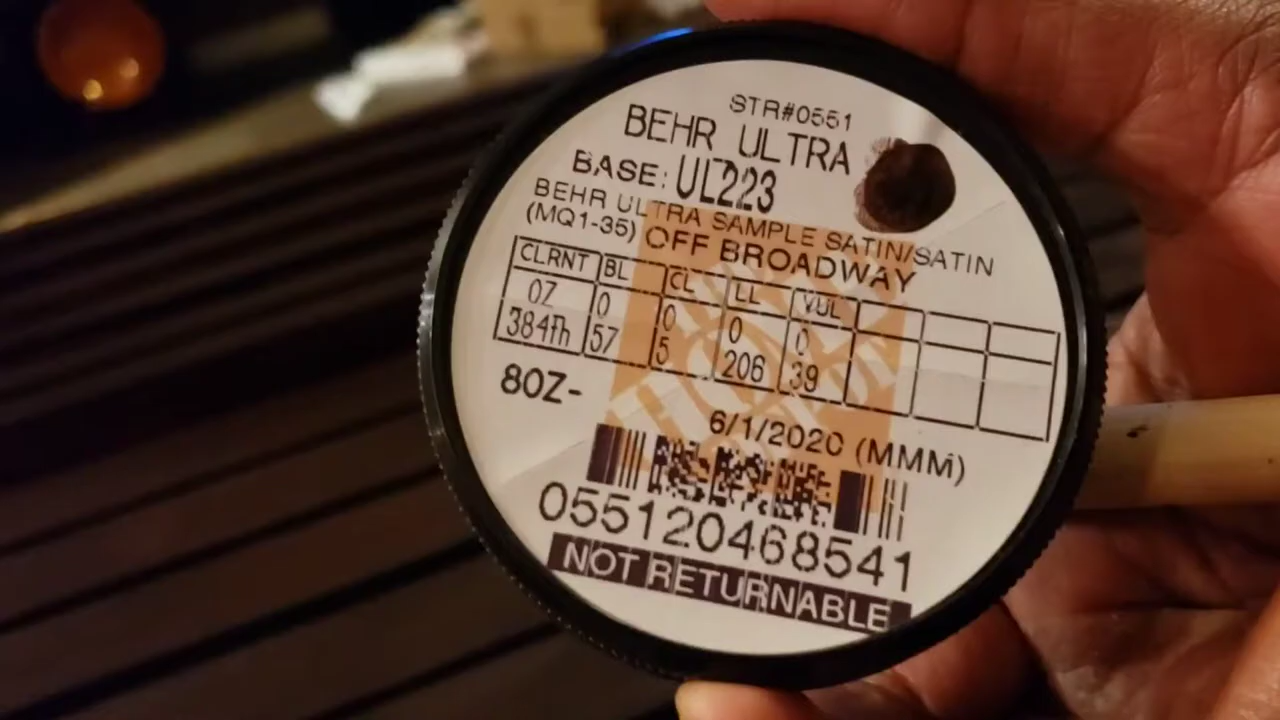 STR#0551
BEHR ULTRA
BASE: UL223
BEHR ULTRA SAMPLE SATIN/SATIN
(MQ1-35) OFF BROADWAY
CLRNT BL CL LL VUL
OZ 0 0 0 0
384Th 57 5 206 39
8OZ-
6/1/2020 (MMM)
055120468541
NOT RETURNABLE